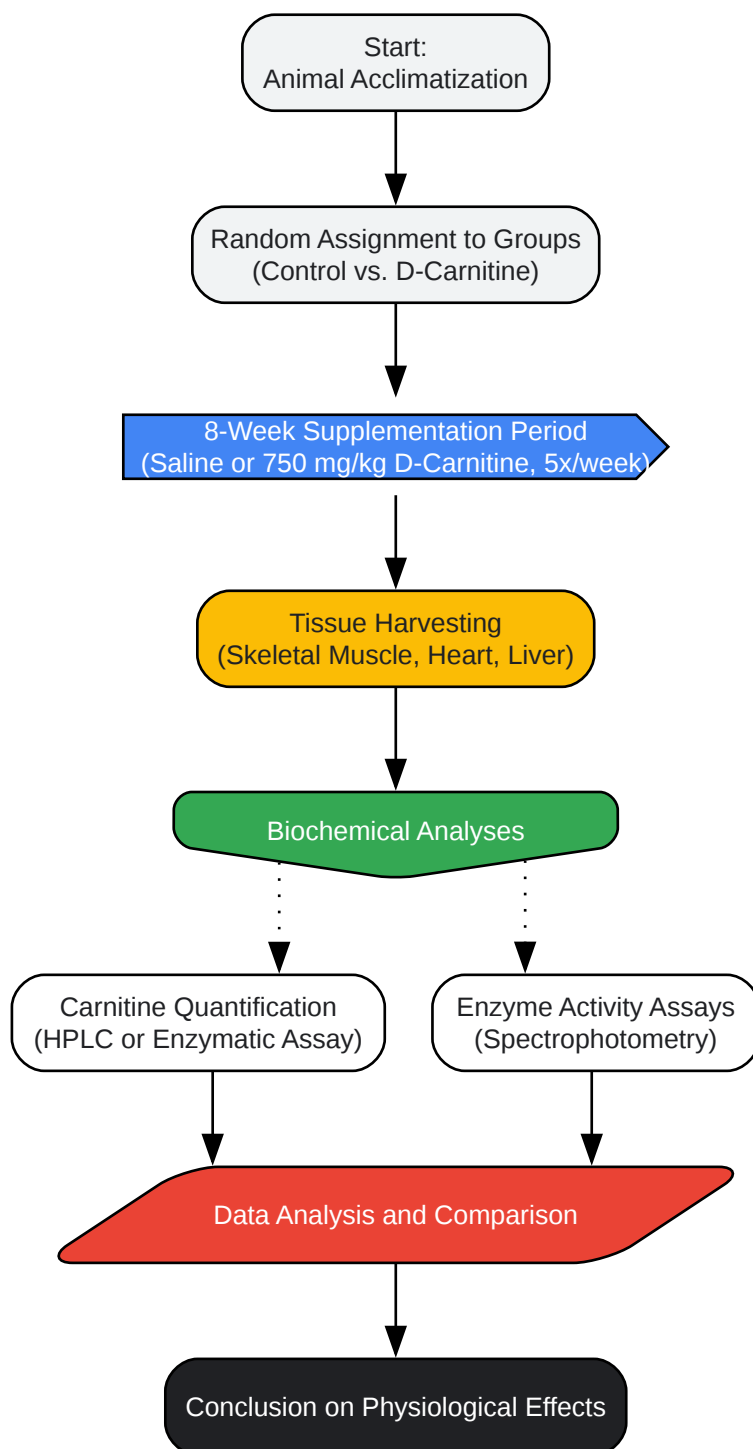 Start:
Animal Acclimatization
Random Assignment to Groups
(Control vs. D-Carnitine)
8-Week Supplementation Period
(Saline or 750 mg/kg D-Carnitine, 5x/week)
Tissue Harvesting
(Skeletal Muscle, Heart, Liver)
Biochemical Analyses
Carnitine Quantification
(HPLC or Enzymatic Assay)
Enzyme Activity Assays
(Spectrophotometry)
Data Analysis and Comparison
Conclusion on Physiological Effects